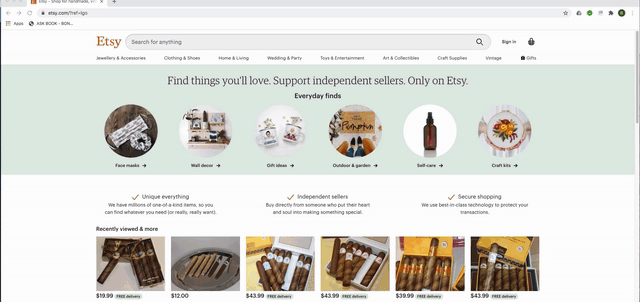 Etsy - Shop for handmade, vi
etsy.com/?ref=lgo
Apps
ASK BOOK - BON...
Etsy
Search for anything
Sign in
Jewellery & Accessories
Clothing & Shoes
Home & Living
Wedding & Party
Toys & Entertainment
Art & Collectibles
Craft Supplies
Vintage
Gifts
Find things you'll love. Support independent sellers. Only on Etsy.
Everyday finds
Pumpkin
Face masks →
Wall decor →
Gift ideas →
Outdoor & garden →
Self-care →
Craft kits →
Unique everything
We have millions of one-of-a-kind items, so you
can find whatever you need (or really, really want).
Independent sellers
Buy directly from someone who put their heart
and soul into making something special.
Secure shopping
We use best-in-class technology to protect your
transactions.
Recently viewed & more
$19.99 FREE delivery
$12.00
$43.99 FREE delivery
$43.99 FREE delivery
$39.99 FREE delivery
$43.99 FREE delivery